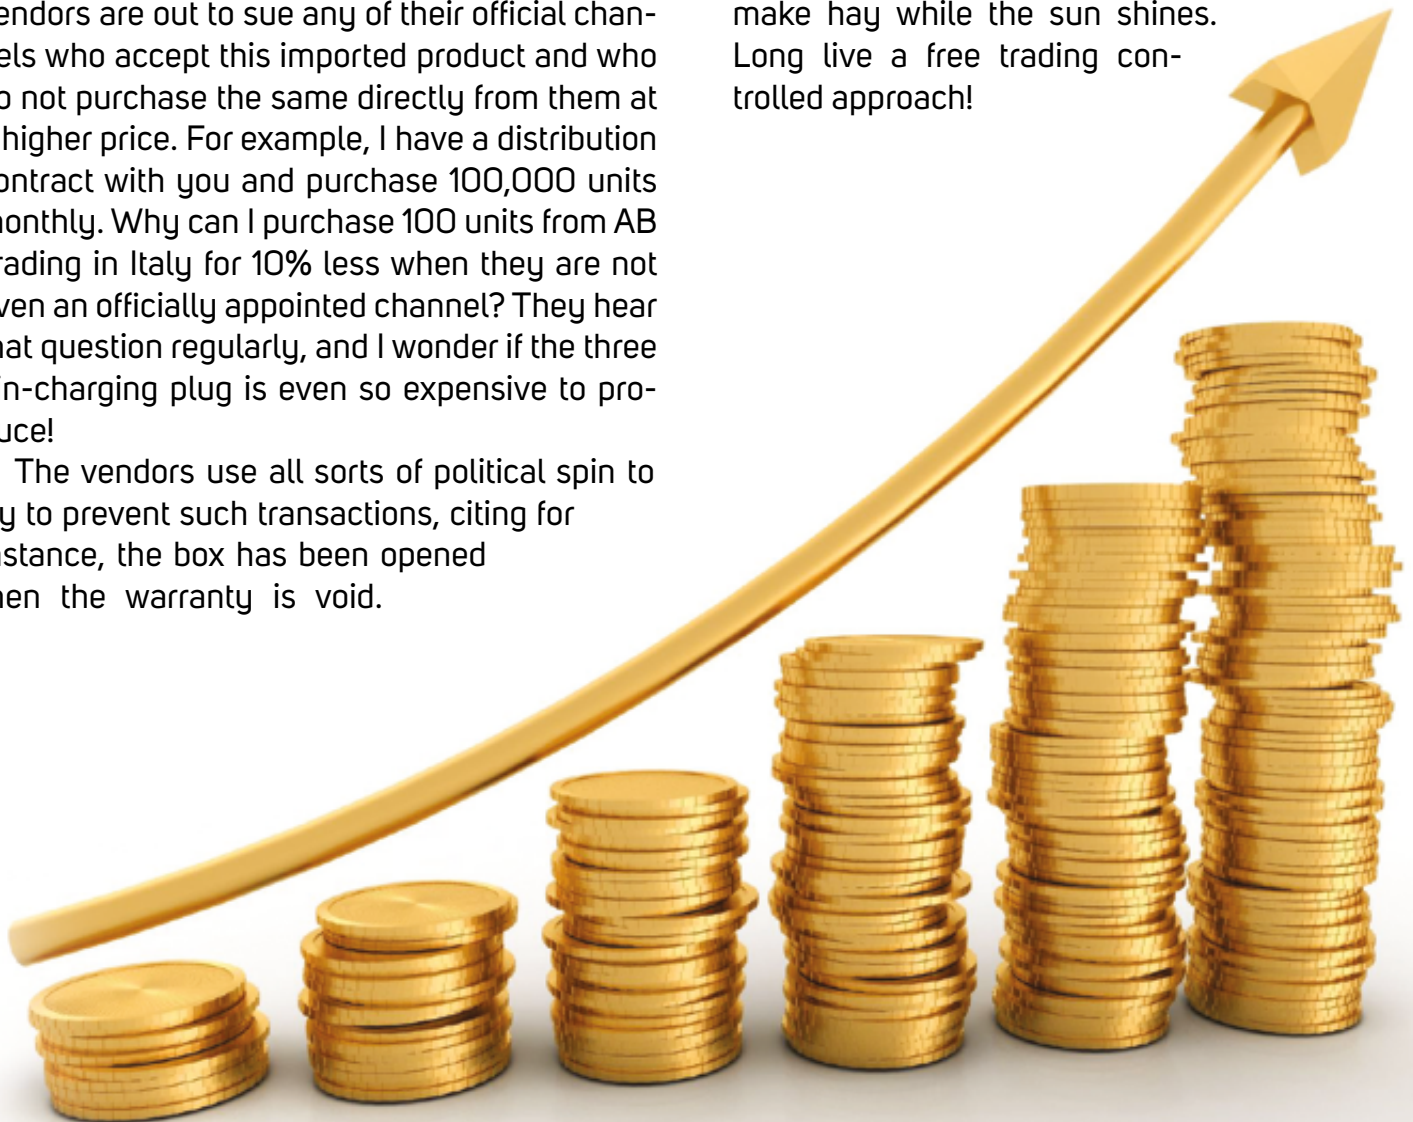 endors are out to sue any of their official chan-
els who accept this imported product and who
o not purchase the same directly from them at
higher price. For example, I have a distribution
ontract with you and purchase 100,000 units
onthly. Why can I purchase 100 units from AB
rading in Italy for 10% less when they are not
ven an officially appointed channel? They hear
hat question regularly, and I wonder if the three
in-charging plug is even so expensive to pro-
uce!
The vendors use all sorts of political spin to
y to prevent such transactions, citing for
nstance, the box has been opened
hen the warranty is void.
make hay while the sun shines.
Long live a free trading con-
trolled approach!